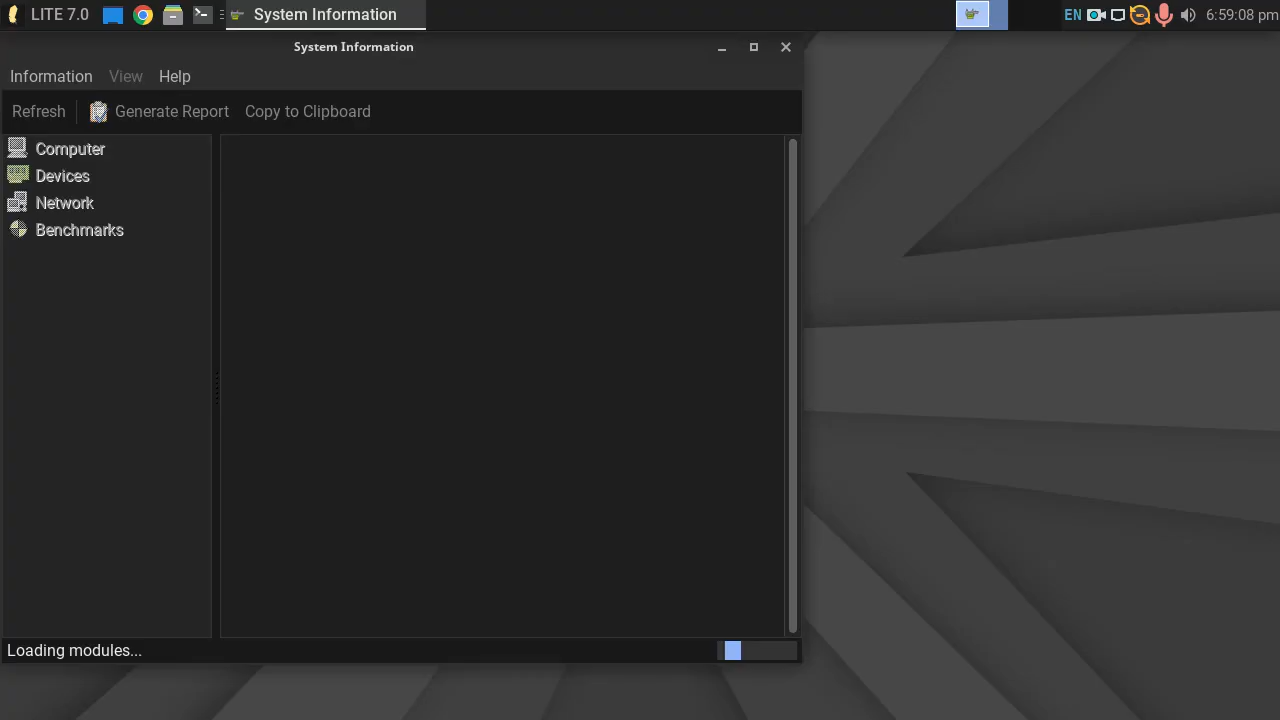 LITE 7.0
System Information
EN
6:59:08 pm
System Information
Information View Help
Refresh Generate Report Copy to Clipboard
Computer
Devices
Network
Benchmarks
Loading modules...